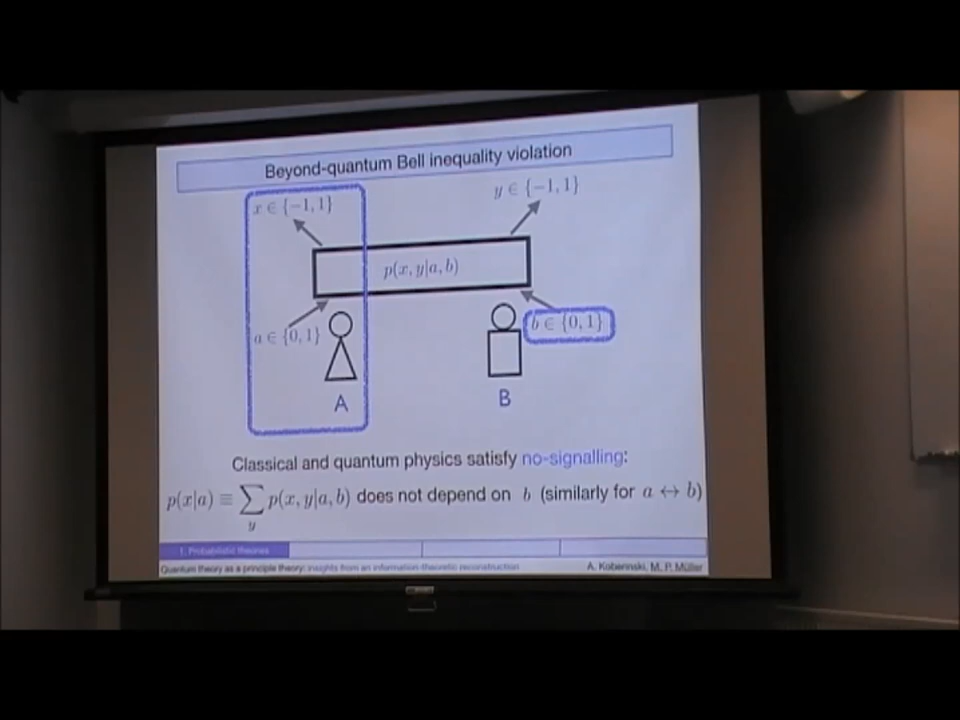 Beyond-quantum Bell inequality violation
x ∈ {−1, 1}
y ∈ {−1, 1}
p(x, y|a, b)
a ∈ {0, 1}
b ∈ {0, 1}
A
B
Classical and quantum physics satisfy no-signalling:
p(x|a) ≡ ∑_y p(x, y|a, b) does not depend on b (similarly for a ↔ b)
1. Probabilistic theories
Quantum theory as a principle theory: insights from an information-theoretic reconstruction
A. Koberinski, M. P. Müller